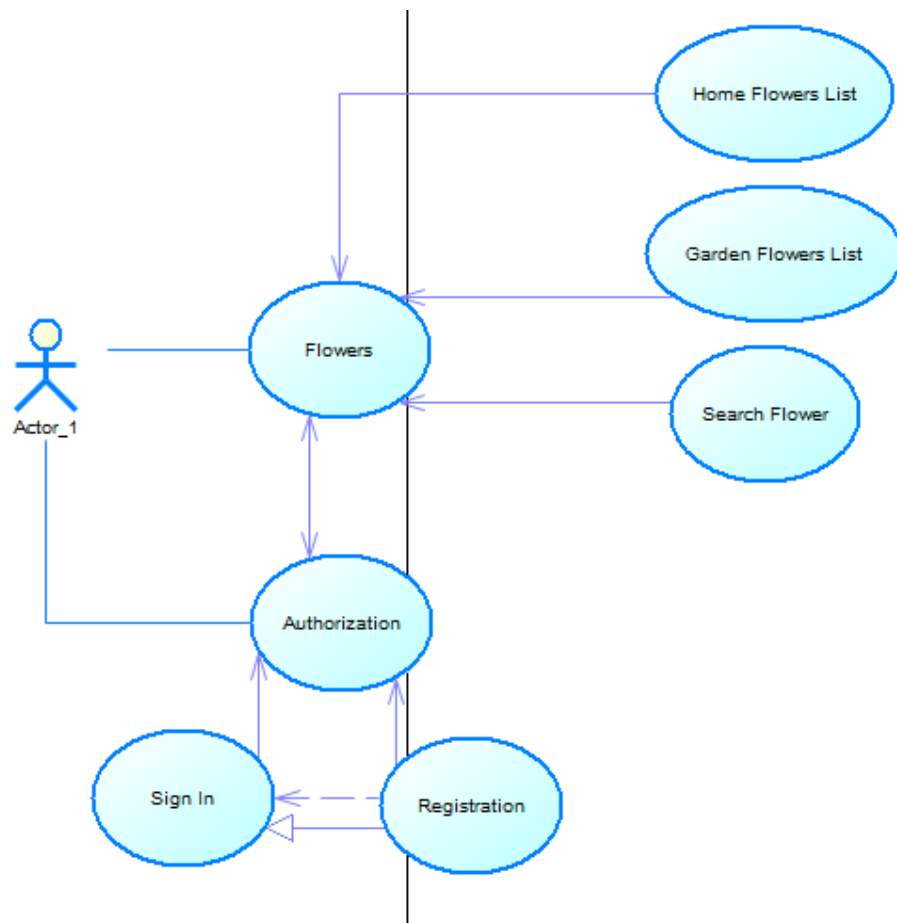 Home Flowers List
Garden Flowers List
Flowers
Search Flower
Actor_1
Authorization
Sign In
Registration